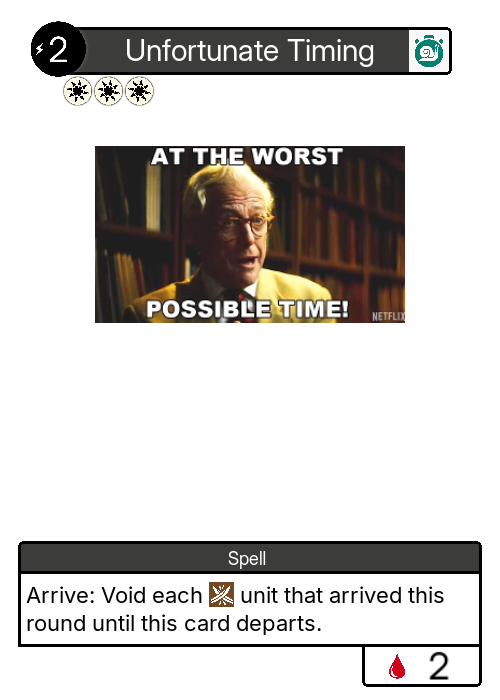 2
Unfortunate Timing
AT THE WORST
POSSIBLE TIME!
NETFLIX
Spell
Arrive: Void each unit that arrived this
round until this card departs.
2